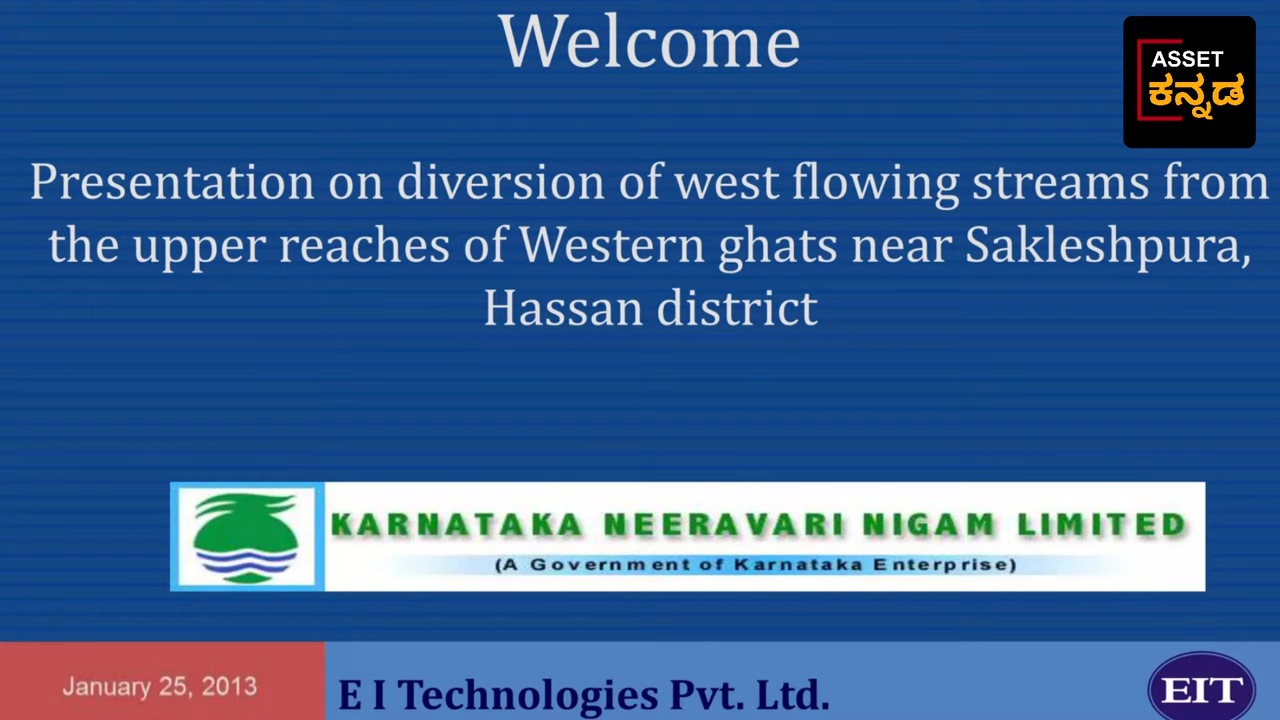 Welcome
ASSET
ಕನ್ನಡ
Presentation on diversion of west flowing streams from
the upper reaches of Western ghats near Sakleshpura,
Hassan district
KARNATAKA NEERAVARI NIGAM LIMITED
(A Government of Karnataka Enterprise)
January 25, 2013
E I Technologies Pvt. Ltd.
EIT